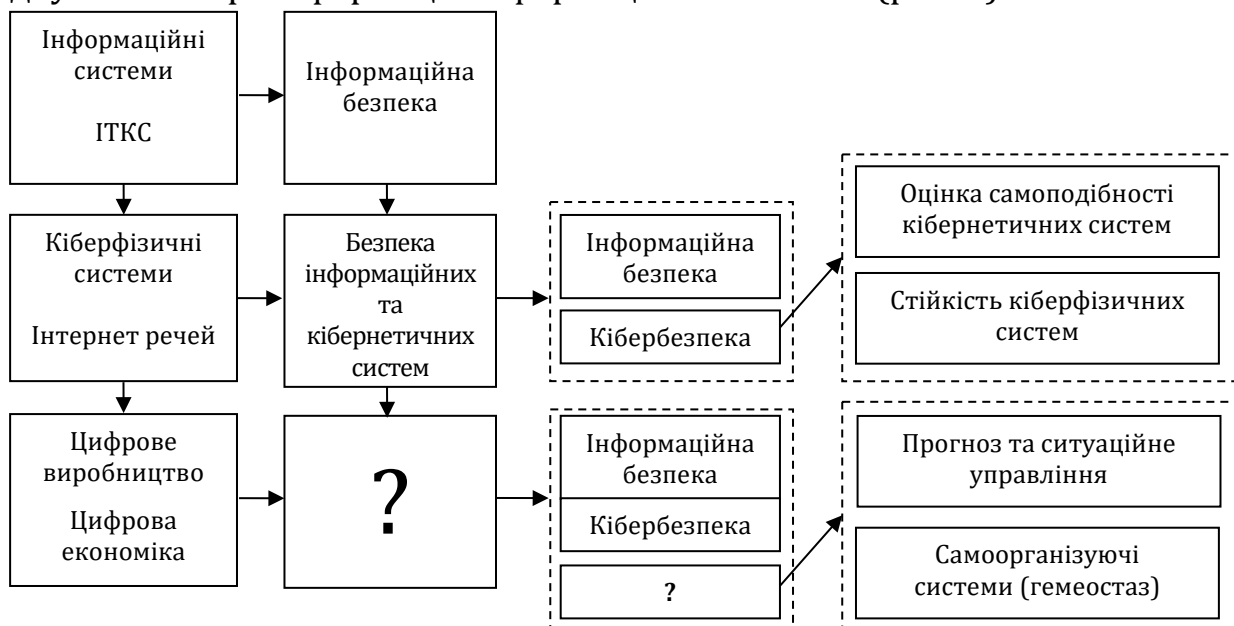 Інформаційні
системи
ІТКС
Інформаційна
безпека
Кіберфізичні
системи
Інтернет речей
Безпека
інформаційних
та
кібернетичних
систем
Інформаційна
безпека
Кібербезпека
Оцінка самоподібності
кібернетичних систем
Стійкість кіберфізичних
систем
Цифрове
виробництво
Цифрова
економіка
?
Інформаційна
безпека
Кібербезпека
?
Прогноз та ситуаційне
управління
Самоорганізуючі
системи (гемеостаз)